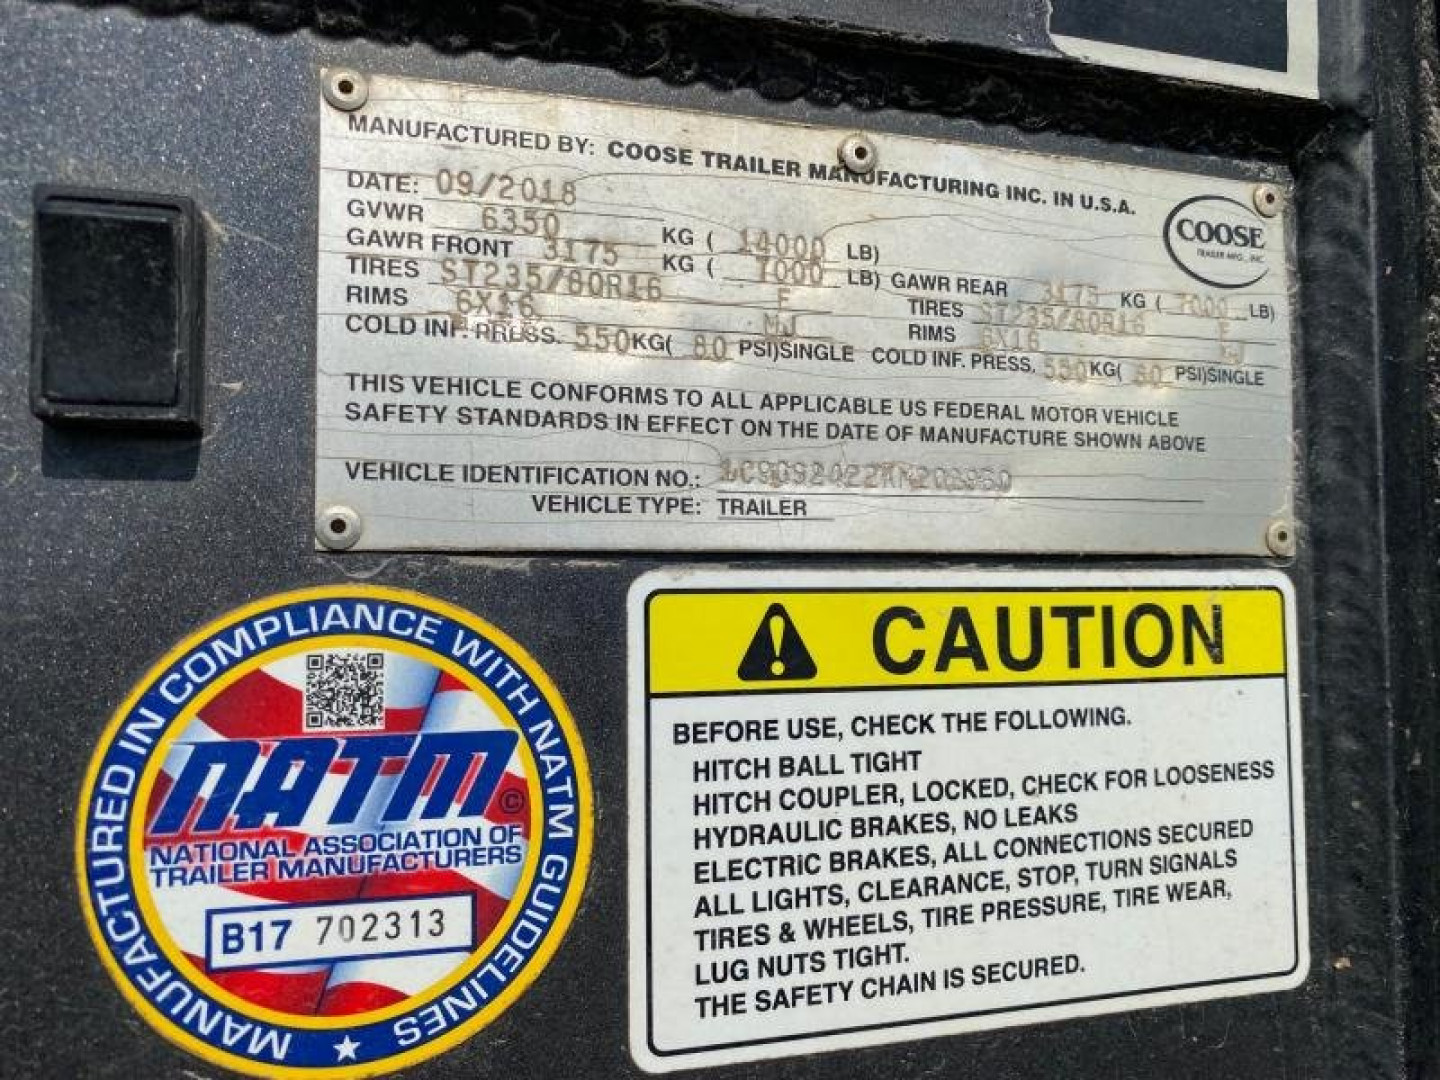 MANUFACTURED BY: COOSE TRAILER MANUFACTURING INC. IN U.S.A.
COOSE
TRAILER MFG., INC.
DATE: 09/2018
GVWR 6350 KG ( 14000 LB)
GAWR FRONT 3175 KG ( 7000 LB) GAWR REAR 3175 KG ( 7000 LB)
TIRES ST235/80R16 E TIRES ST235/80R16 E
RIMS 6X16 RIMS 6X16
COLD INF. PRESS. 550KG( 80 PSI)SINGLE COLD INF. PRESS. 550KG( 80 PSI)SINGLE
THIS VEHICLE CONFORMS TO ALL APPLICABLE US FEDERAL MOTOR VEHICLE
SAFETY STANDARDS IN EFFECT ON THE DATE OF MANUFACTURE SHOWN ABOVE
VEHICLE IDENTIFICATION NO.:
VEHICLE TYPE: TRAILER
MANUFACTURED IN COMPLIANCE WITH NATM GUIDELINES
NATM ©
NATIONAL ASSOCIATION OF
TRAILER MANUFACTURERS
B17 702313
CAUTION
BEFORE USE, CHECK THE FOLLOWING.
HITCH BALL TIGHT
HITCH COUPLER, LOCKED, CHECK FOR LOOSENESS
HYDRAULIC BRAKES, NO LEAKS
ELECTRIC BRAKES, ALL CONNECTIONS SECURED
ALL LIGHTS, CLEARANCE, STOP, TURN SIGNALS
TIRES & WHEELS, TIRE PRESSURE, TIRE WEAR,
LUG NUTS TIGHT.
THE SAFETY CHAIN IS SECURED.